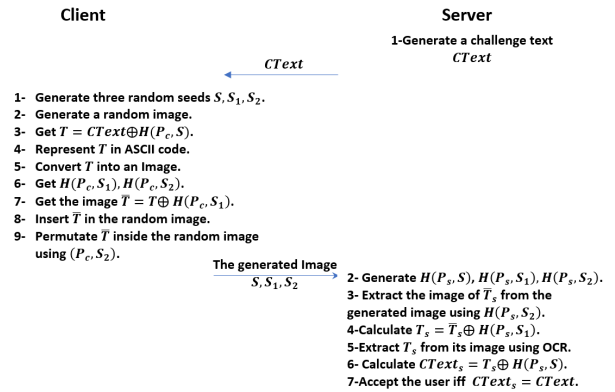 Client
Server
1-Generate a challenge text
CText
CText
1- Generate three random seeds S, S₁, S₂.
2- Generate a random image.
3- Get T = CText⊕H(P꜀, S).
4- Represent T in ASCII code.
5- Convert T into an Image.
6- Get H(P꜀, S₁), H(P꜀, S₂).
7- Get the image T̅ = T⊕ H(P꜀, S₁).
8- Insert T̅ in the random image.
9- Permutate T̅ inside the random image
using (P꜀, S₂).
The generated Image
S, S₁, S₂
2- Generate H(Pₛ, S), H(Pₛ, S₁), H(Pₛ, S₂).
3- Extract the image of T̅ₛ from the
generated image using H(Pₛ, S₂).
4-Calculate Tₛ = T̅ₛ⊕ H(Pₛ, S₁).
5-Extract Tₛ from its image using OCR.
6- Calculate CTextₛ = Tₛ⊕ H(Pₛ, S).
7-Accept the user iff CTextₛ = CText.